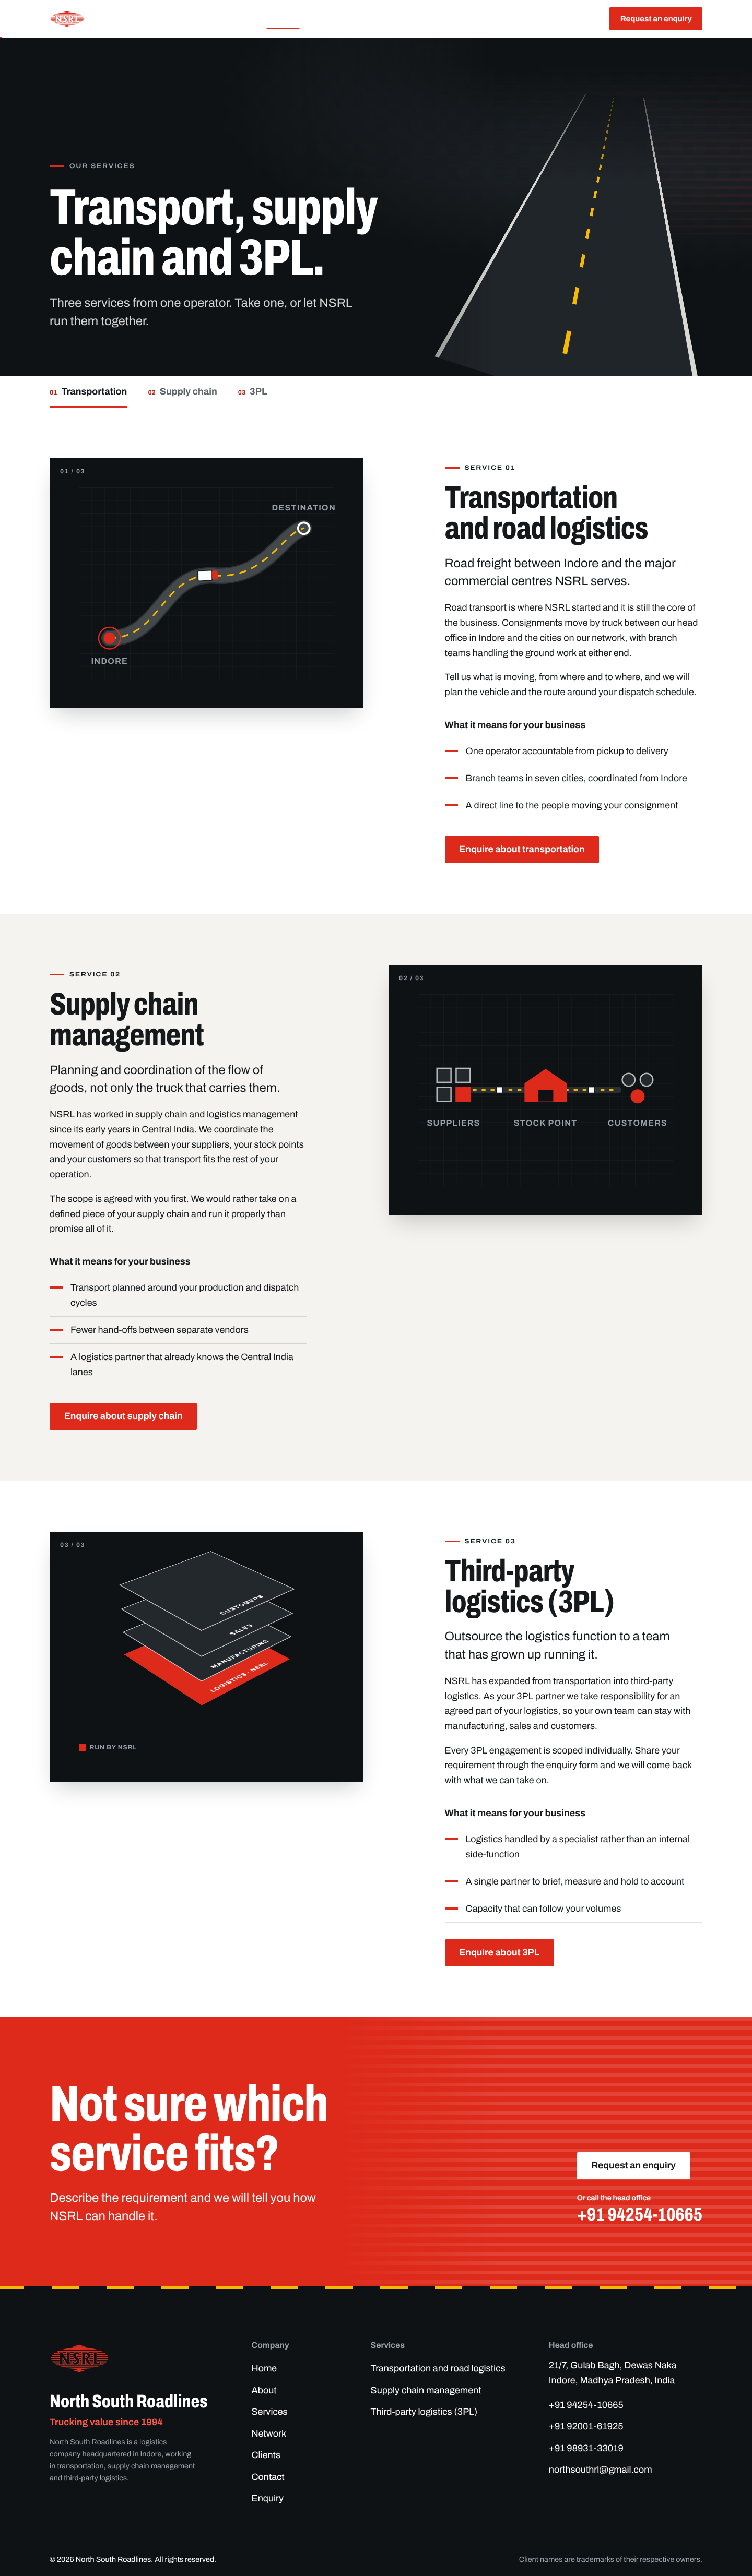 NSRL
Request an enquiry
OUR SERVICES
Transport, supply
chain and 3PL.
Three services from one operator. Take one, or let NSRL
run them together.
01 Transportation
02 Supply chain
03 3PL
01 / 03
DESTINATION
INDORE
SERVICE 01
Transportation
and road logistics
Road freight between Indore and the major
commercial centres NSRL serves.
Road transport is where NSRL started and it is still the core of
the business. Consignments move by truck between our head
office in Indore and the cities on our network, with branch
teams handling the ground work at either end.
Tell us what is moving, from where and to where, and we will
plan the vehicle and the route around your dispatch schedule.
What it means for your business
One operator accountable from pickup to delivery
Branch teams in seven cities, coordinated from Indore
A direct line to the people moving your consignment
Enquire about transportation
SERVICE 02
Supply chain
management
Planning and coordination of the flow of
goods, not only the truck that carries them.
NSRL has worked in supply chain and logistics management
since its early years in Central India. We coordinate the
movement of goods between your suppliers, your stock points
and your customers so that transport fits the rest of your
operation.
The scope is agreed with you first. We would rather take on a
defined piece of your supply chain and run it properly than
promise all of it.
What it means for your business
Transport planned around your production and dispatch
cycles
Fewer hand-offs between separate vendors
A logistics partner that already knows the Central India
lanes
Enquire about supply chain
02 / 03
SUPPLIERS
STOCK POINT
CUSTOMERS
03 / 03
CUSTOMERS
SALES
MANUFACTURING
LOGISTICS · NSRL
RUN BY NSRL
SERVICE 03
Third-party
logistics (3PL)
Outsource the logistics function to a team
that has grown up running it.
NSRL has expanded from transportation into third-party
logistics. As your 3PL partner we take responsibility for an
agreed part of your logistics, so your own team can stay with
manufacturing, sales and customers.
Every 3PL engagement is scoped individually. Share your
requirement through the enquiry form and we will come back
with what we can take on.
What it means for your business
Logistics handled by a specialist rather than an internal
side-function
A single partner to brief, measure and hold to account
Capacity that can follow your volumes
Enquire about 3PL
Not sure which
service fits?
Describe the requirement and we will tell you how
NSRL can handle it.
Request an enquiry
Or call the head office
+91 94254-10665
NSRL
North South Roadlines
Trucking value since 1994
North South Roadlines is a logistics
company headquartered in Indore, working
in transportation, supply chain management
and third-party logistics.
Company
Home
About
Services
Network
Clients
Contact
Enquiry
Services
Transportation and road logistics
Supply chain management
Third-party logistics (3PL)
Head office
21/7, Gulab Bagh, Dewas Naka
Indore, Madhya Pradesh, India
+91 94254-10665
+91 92001-61925
+91 98931-33019
northsouthrl@gmail.com
© 2026 North South Roadlines. All rights reserved.
Client names are trademarks of their respective owners.